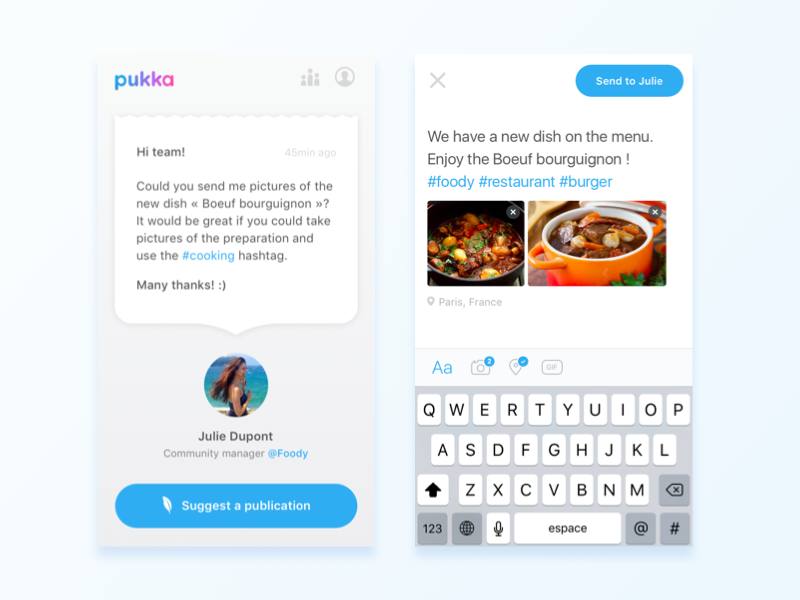 pukka
Hi team!
45min ago
Could you send me pictures of the
new dish « Boeuf bourguignon »?
It would be great if you could take
pictures of the preparation and
use the #cooking hashtag.
Many thanks! :)
Julie Dupont
Community manager @Foody
Suggest a publication
Send to Julie
We have a new dish on the menu.
Enjoy the Boeuf bourguignon !
#foody #restaurant #burger
Paris, France
Aa
2
GIF
Q W E R T Y U I O P
A S D F G H J K L
Z X C V B N M
123
espace
@
#